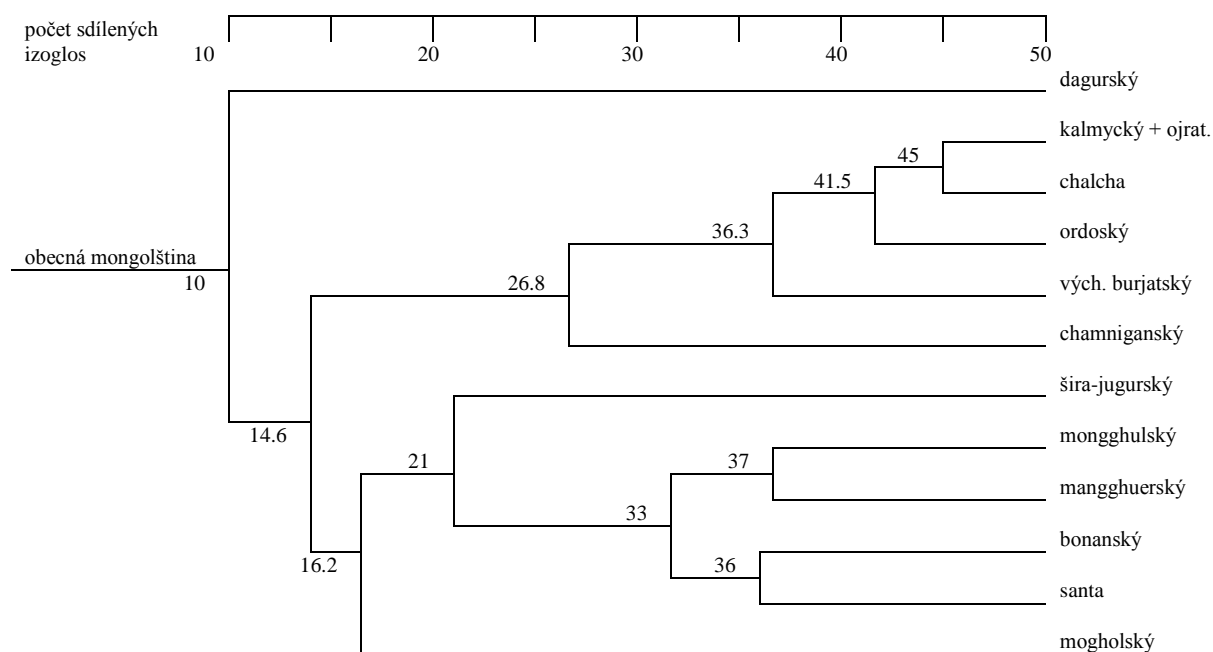 počet sdílených
izoglos 10 20 30 40 50
dagurský
kalmycký + ojrat.
45
chalcha
41.5
ordoský
36.3
obecná mongolština
10
26.8
vých. burjatský
chamniganský
šira-jugurský
14.6
mongghulský
21
37
mangghuerský
33
bonanský
16.2
36
santa
mogholský